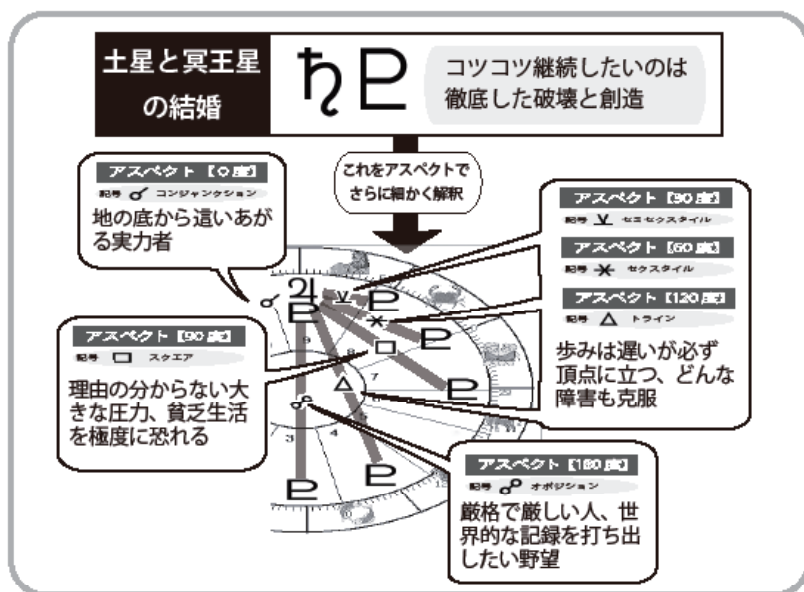 土星と冥王星
の結婚
♄♇
コツコツ継続したいのは
徹底した破壊と創造
これをアスペクトで
さらに細かく解釈
アスペクト【0度】
記号 ☌ コンジャンクション
地の底から這いあが
る実力者
アスペクト【90度】
記号 □ スクエア
理由の分からない大
きな圧力、貧乏生活
を極度に恐れる
アスペクト【30度】
記号 ⚺ セミセクスタイル
アスペクト【60度】
記号 ⚹ セクスタイル
アスペクト【120度】
記号 △ トライン
歩みは遅いが必ず
頂点に立つ、どんな
障害も克服
アスペクト【180度】
記号 ☍ オポジション
厳格で厳しい人、世
界的な記録を打ち出
したい野望